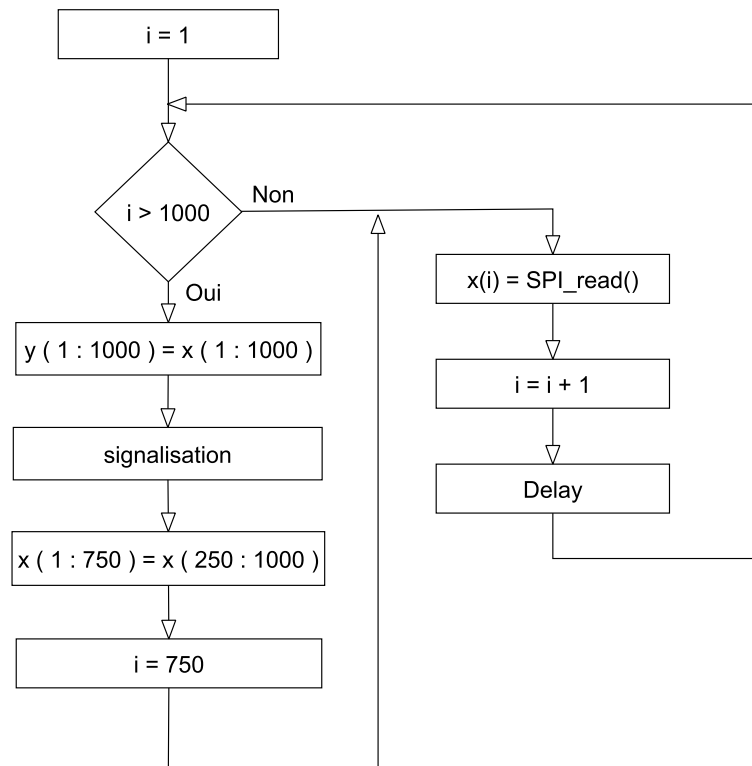 i = 1
i > 1000
Non
Oui
y ( 1 : 1000 ) = x ( 1 : 1000 )
signalisation
x ( 1 : 750 ) = x ( 250 : 1000 )
i = 750
x(i) = SPI_read()
i = i + 1
Delay